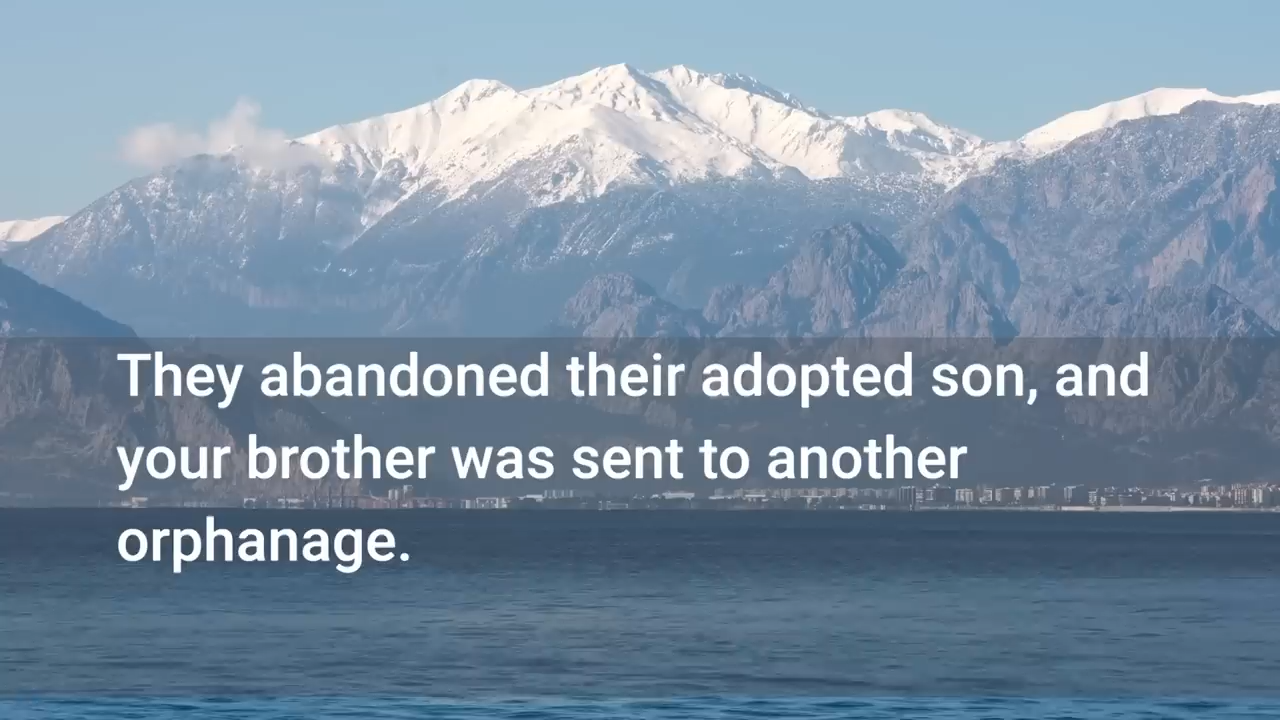 They abandoned their adopted son, and
your brother was sent to another
orphanage.